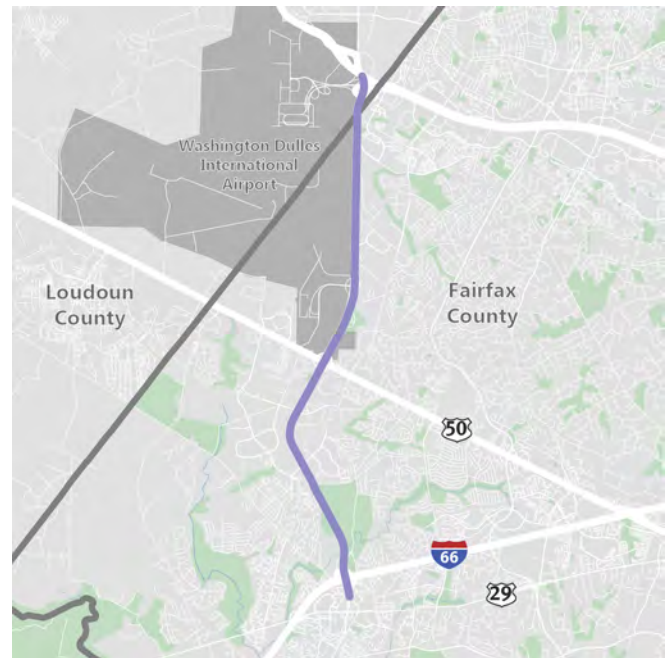 Washington Dulles
International
Airport
Loudoun
County
Fairfax
County
50
66
29